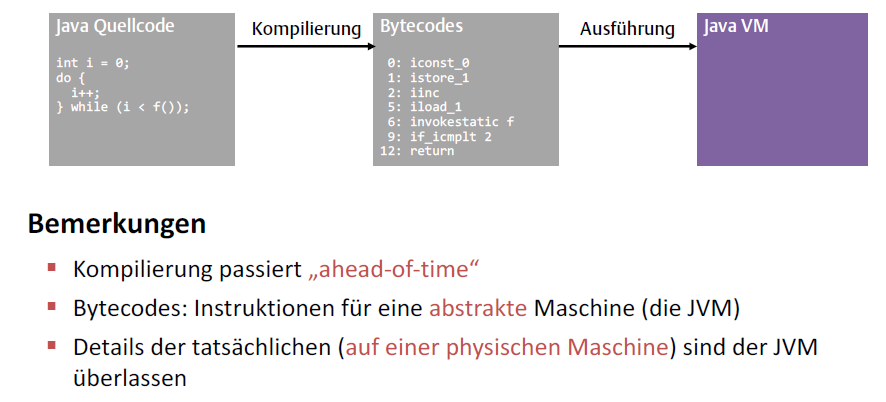 Java Quellcode
int i = 0;
do {
i++;
} while (i < f());
Kompilierung
Bytecodes
0: iconst_0
1: istore_1
2: iinc
5: iload_1
6: invokestatic f
9: if_icmplt 2
12: return
Ausführung
Java VM
Bemerkungen
Kompilierung passiert „ahead-of-time“
Bytecodes: Instruktionen für eine abstrakte Maschine (die JVM)
Details der tatsächlichen (auf einer physischen Maschine) sind der JVM
überlassen